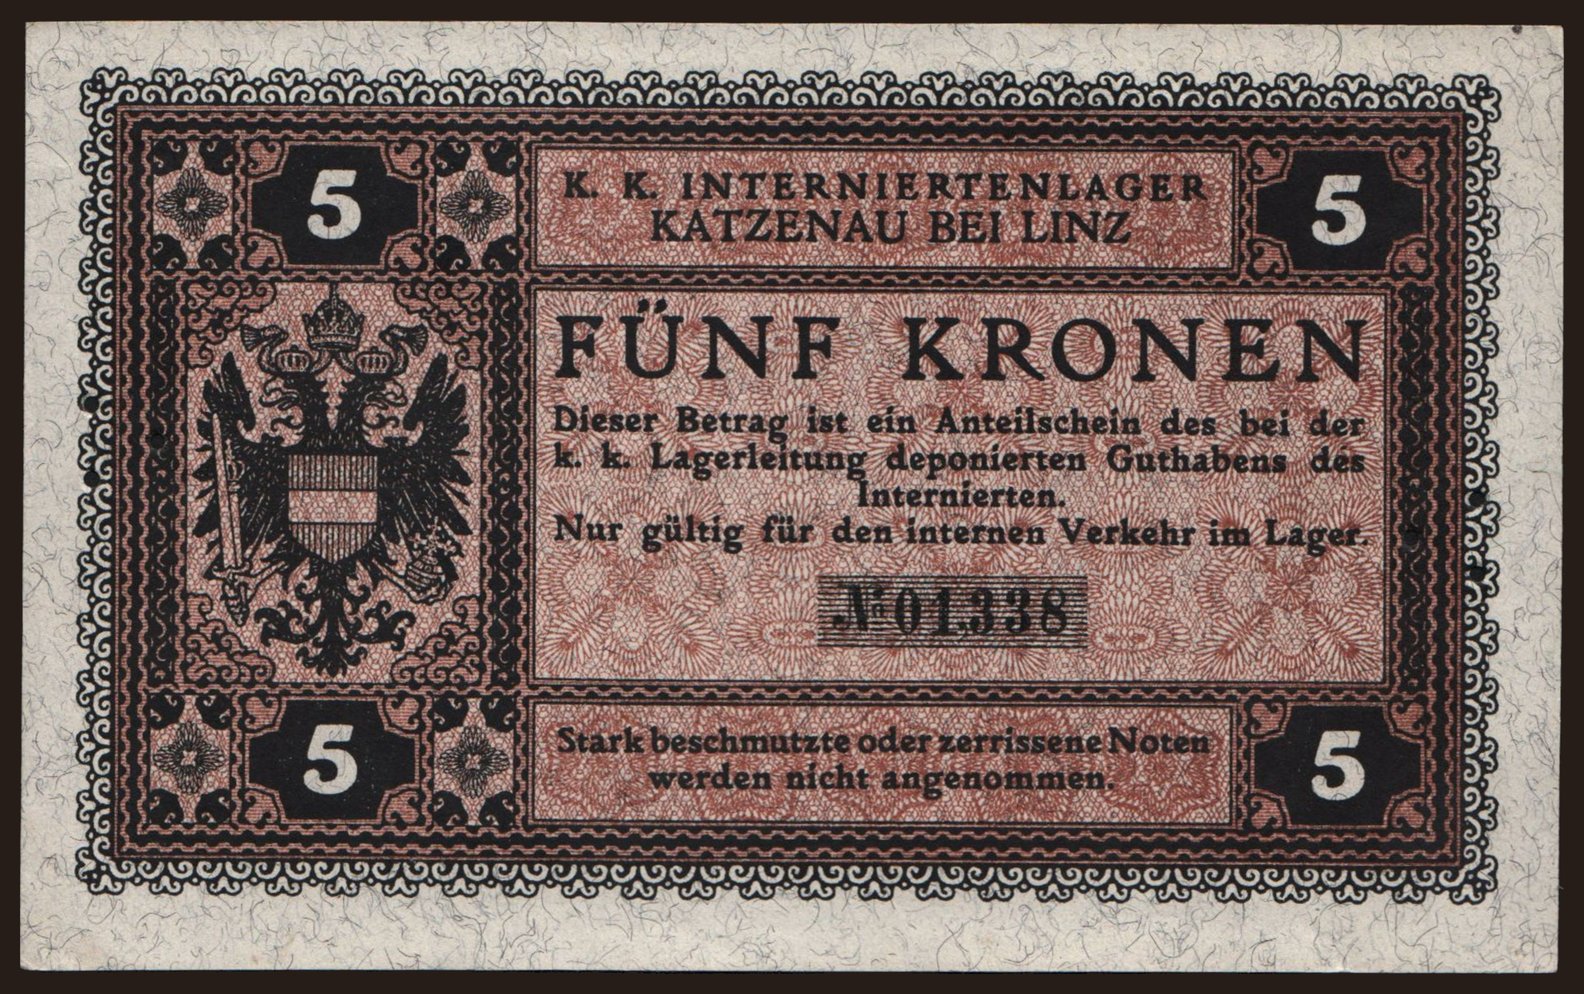 5
K. K. INTERNIERTENLAGER
KATZENAU BEI LINZ
5
FÜNF KRONEN
Dieser Betrag ist ein Anteilschein des bei der
k. k. Lagerleitung deponierten Guthabens des
Internierten.
Nur gültig für den internen Verkehr im Lager.
№ 01,338
5
Stark beschmutzte oder zerrissene Noten
werden nicht angenommen.
5